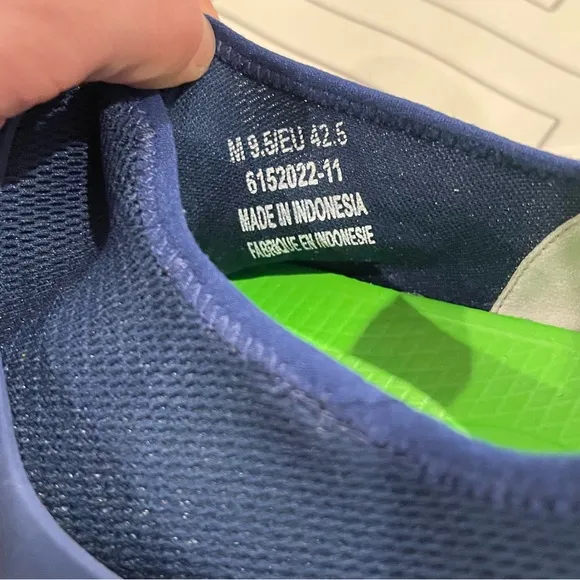 M 9.5/EU 42.5
6152022-11
MADE IN INDONESIA
FABRIQUE EN INDONESIE